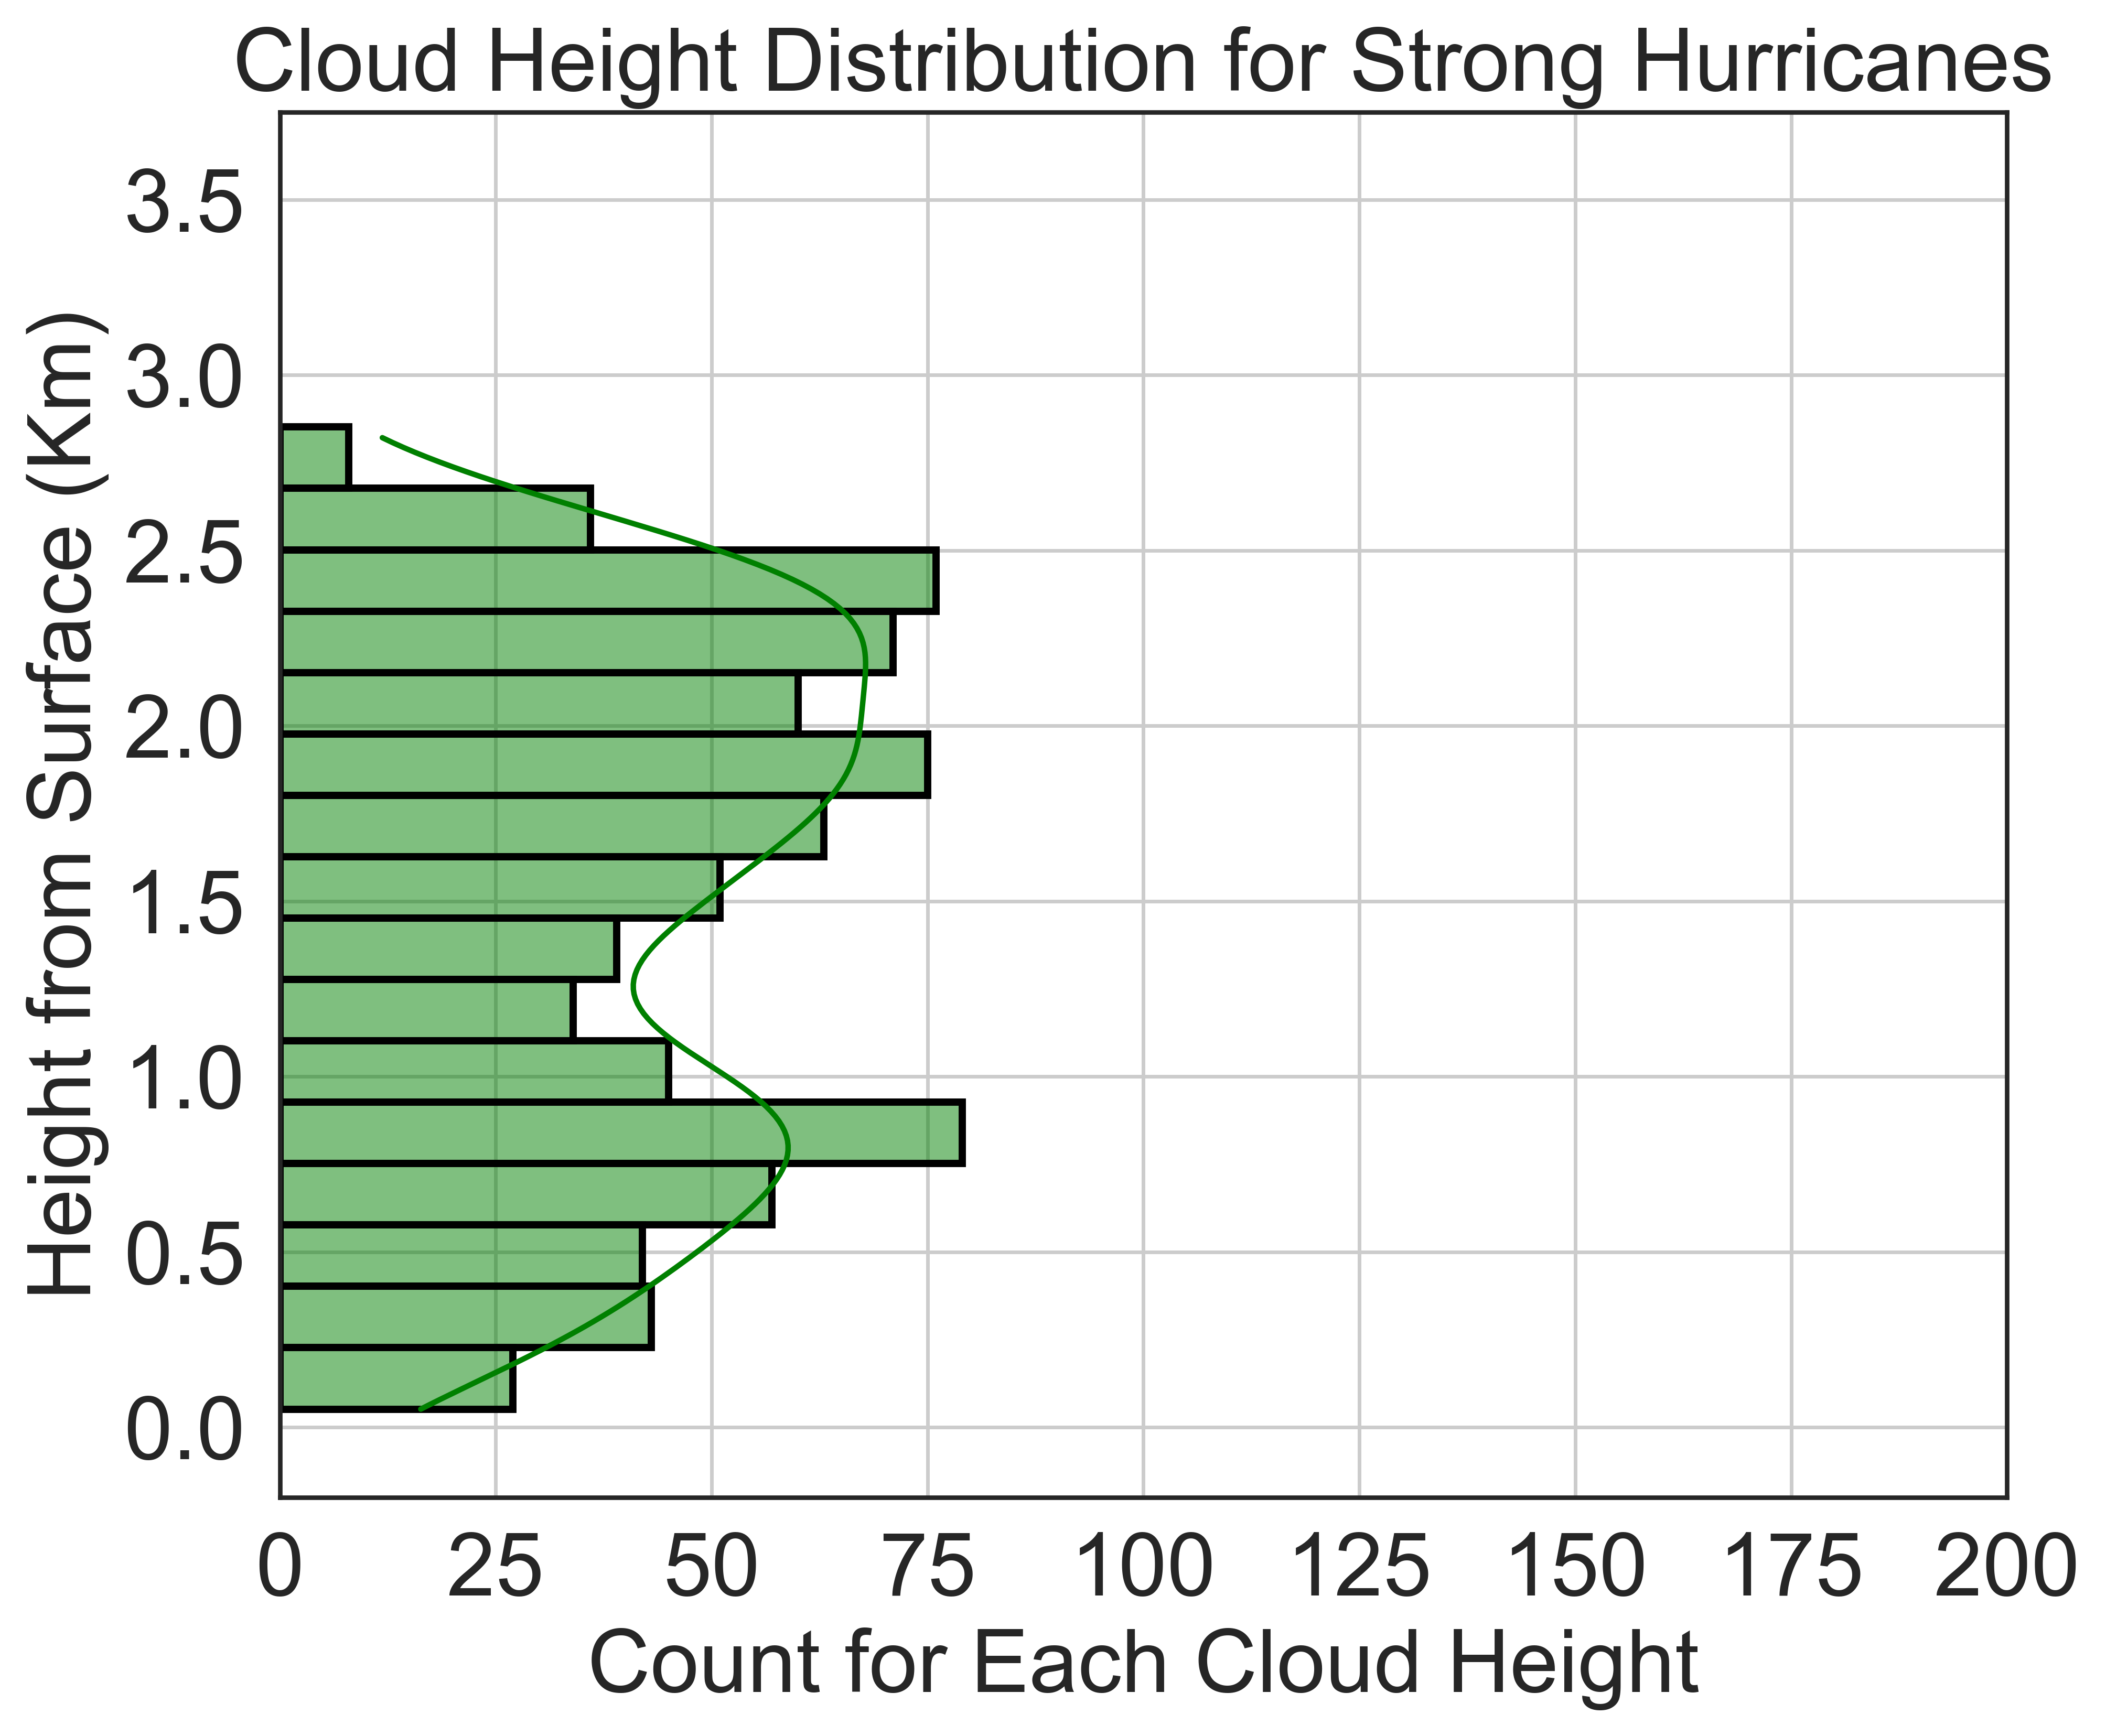 Cloud Height Distribution for Strong Hurricanes
Height from Surface (Km)
3.5
3.0
2.5
2.0
1.5
1.0
0.5
0.0
0 25 50 75 100 125 150 175 200
Count for Each Cloud Height